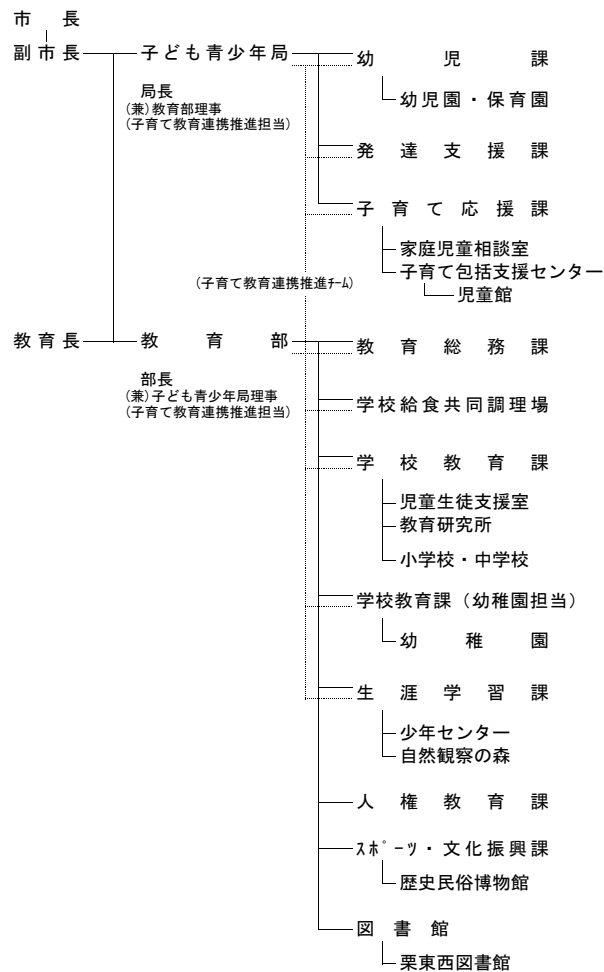 市長
副市長 子ども青少年局 幼児課
局長
(兼)教育部理事
(子育て教育連携推進担当)
幼児園・保育園
発達支援課
子育て応援課
家庭児童相談室
子育て包括支援センター
児童館
(子育て教育連携推進ﾁｰﾑ)
教育長 教育部 教育総務課
部長
(兼)子ども青少年局理事
(子育て教育連携推進担当)
学校給食共同調理場
学校教育課
児童生徒支援室
教育研究所
小学校・中学校
学校教育課（幼稚園担当）
幼稚園
生涯学習課
少年センター
自然観察の森
人権教育課
ｽﾎﾟｰﾂ・文化振興課
歴史民俗博物館
図書館
栗東西図書館